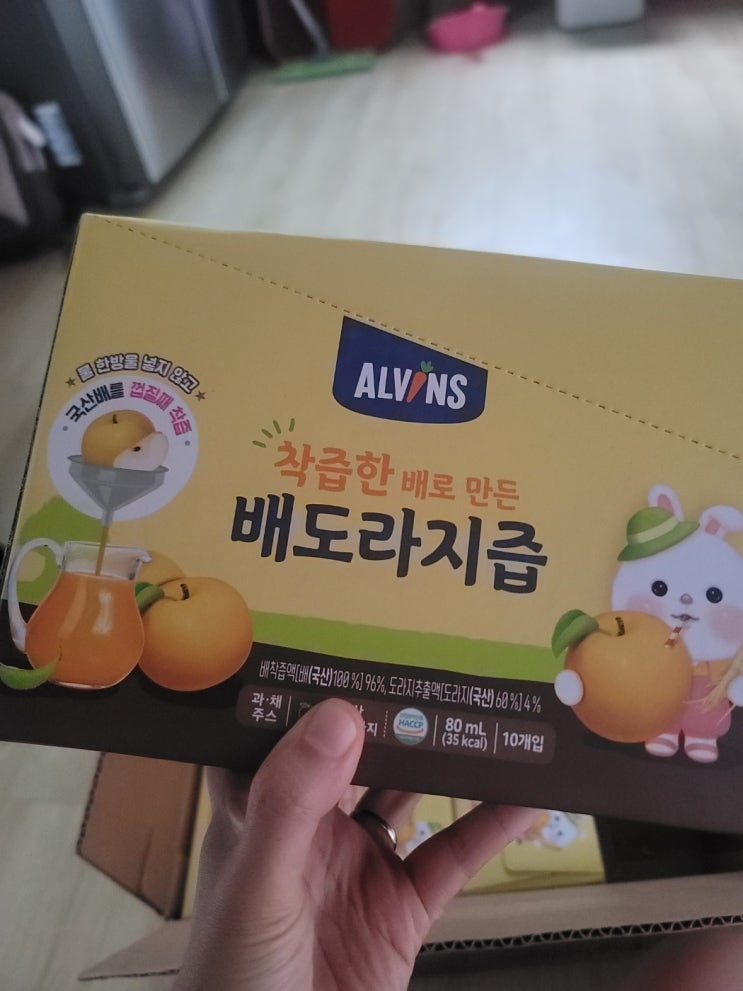 물 한방울 넣지 않고
국산배를 껍질째 착즙
ALVINS
착즙한 배로 만든
배도라지즙
배착즙액[배(국산)100 %] 96%, 도라지추출액[도라지(국산) 60 %] 4 %
과·채
주스
HACCP
80 mL
(35 kcal)
10개입